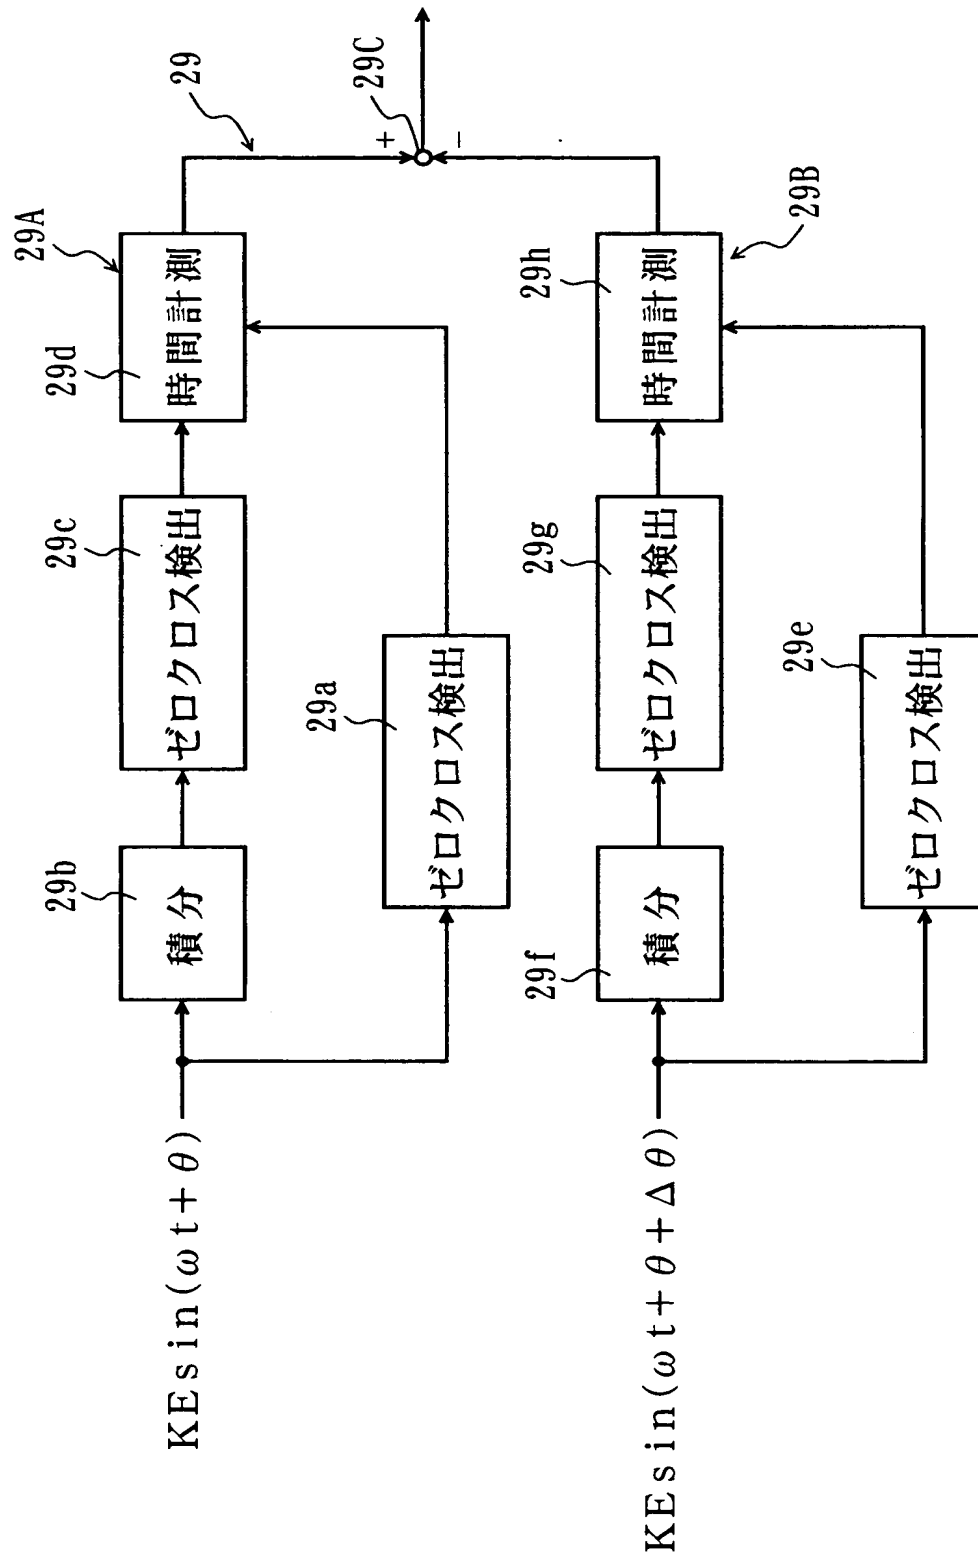 29
29A
29b
積分
29c
ゼロクロス検出
29d
時間計測
KEsin(ωt+θ)
29a
ゼロクロス検出
+
29C
−
29B
29f
積分
29g
ゼロクロス検出
29h
時間計測
KEsin(ωt+θ+Δθ)
29e
ゼロクロス検出